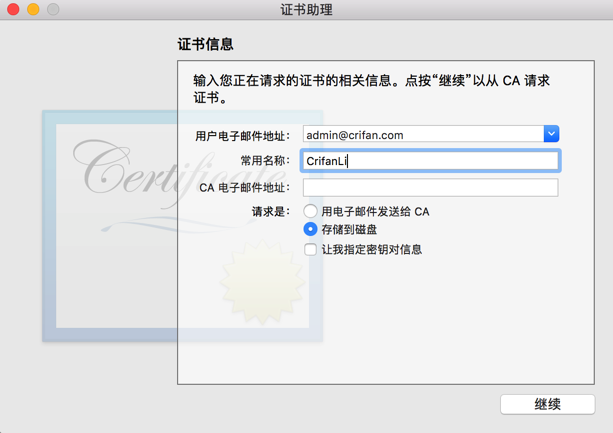 证书助理
证书信息
输入您正在请求的证书的相关信息。点按“继续”以从 CA 请求
证书。
Certificate
用户电子邮件地址： admin@crifan.com
常用名称： CrifanLi
CA 电子邮件地址：
请求是： 用电子邮件发送给 CA
存储到磁盘
让我指定密钥对信息
继续